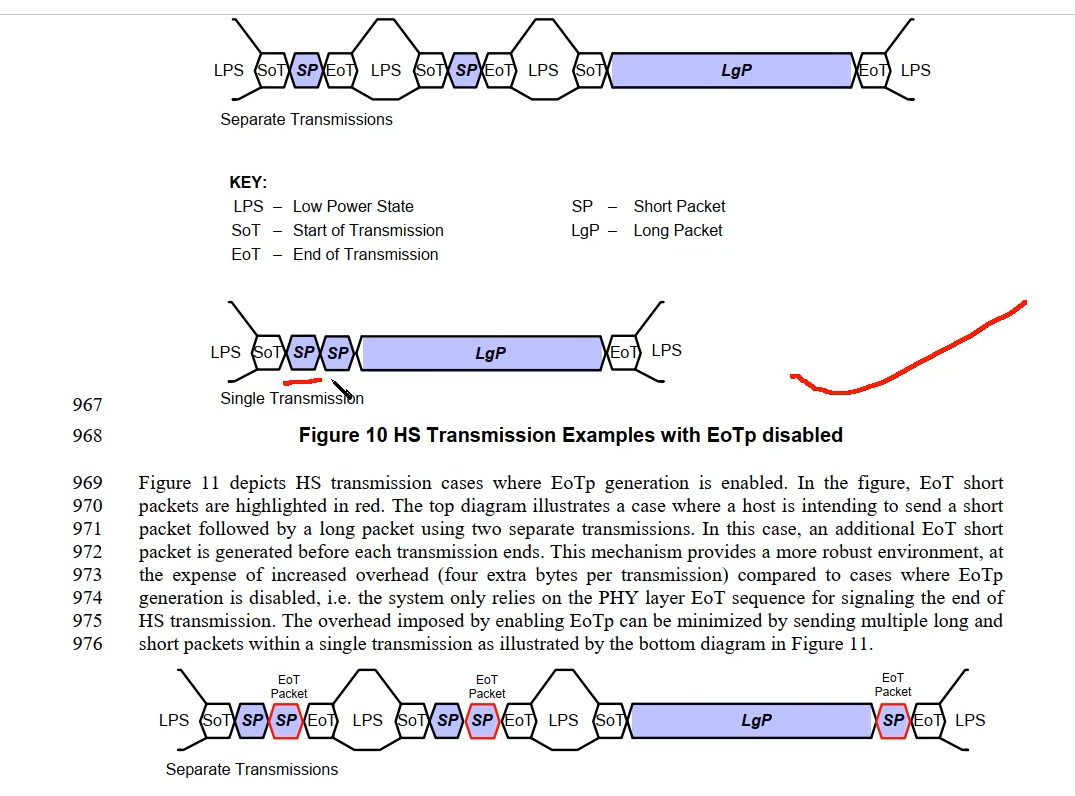 LPS SoT SP EoT LPS SoT SP EoT LPS SoT LgP EoT LPS
Separate Transmissions
KEY:
LPS – Low Power State SP – Short Packet
SoT – Start of Transmission LgP – Long Packet
EoT – End of Transmission
LPS SoT SP SP LgP EoT LPS
Single Transmission
967
968 Figure 10 HS Transmission Examples with EoTp disabled
969 Figure 11 depicts HS transmission cases where EoTp generation is enabled. In the figure, EoT short
970 packets are highlighted in red. The top diagram illustrates a case where a host is intending to send a short
971 packet followed by a long packet using two separate transmissions. In this case, an additional EoT short
972 packet is generated before each transmission ends. This mechanism provides a more robust environment, at
973 the expense of increased overhead (four extra bytes per transmission) compared to cases where EoTp
974 generation is disabled, i.e. the system only relies on the PHY layer EoT sequence for signaling the end of
975 HS transmission. The overhead imposed by enabling EoTp can be minimized by sending multiple long and
976 short packets within a single transmission as illustrated by the bottom diagram in Figure 11.
EoT EoT EoT
Packet Packet Packet
LPS SoT SP SP EoT LPS SoT SP SP EoT LPS SoT LgP SP EoT LPS
Separate Transmissions